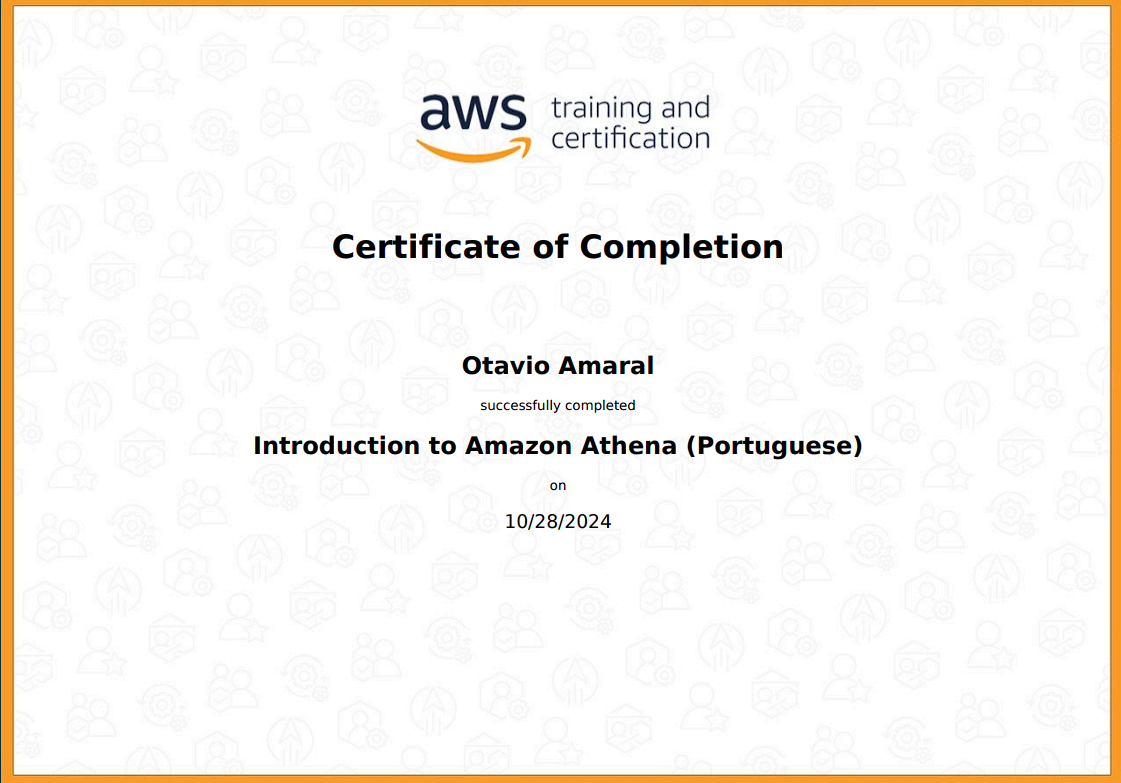 aws training and
certification
Certificate of Completion
Otavio Amaral
successfully completed
Introduction to Amazon Athena (Portuguese)
on
10/28/2024